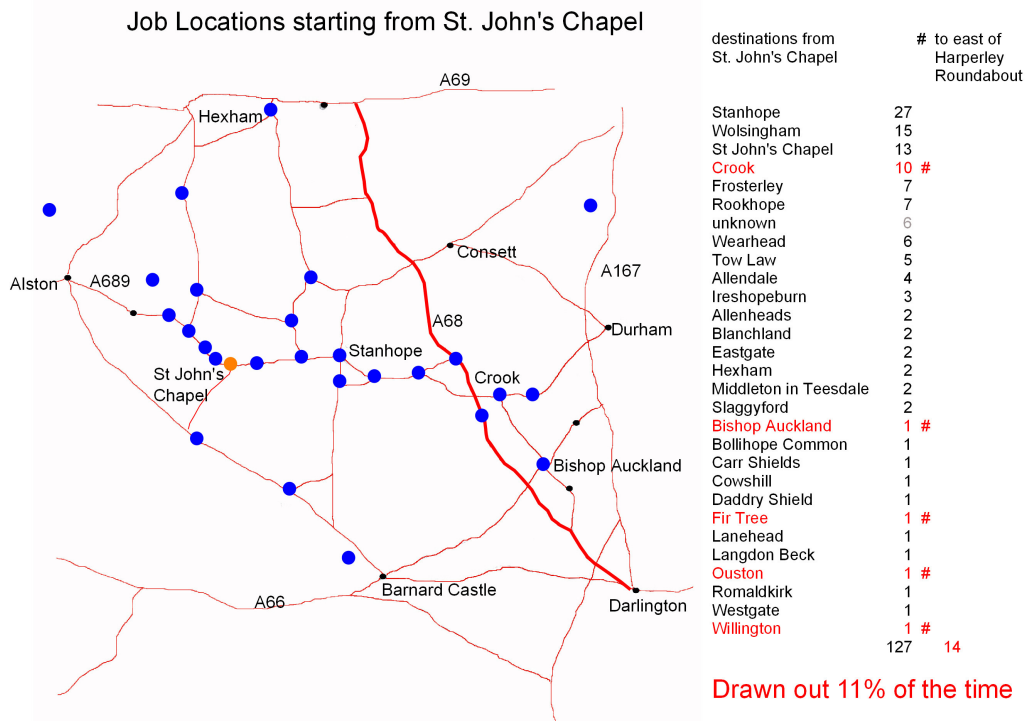 Job Locations starting from St. John's Chapel
A69
Hexham
Consett
Alston
A689
A167
A68
Durham
Stanhope
St John's
Chapel
Crook
Bishop Auckland
Barnard Castle
A66
Darlington
destinations from # to east of
St. John's Chapel Harperley
Roundabout
Stanhope 27
Wolsingham 15
St John's Chapel 13
Crook 10 #
Frosterley 7
Rookhope 7
unknown 6
Wearhead 6
Tow Law 5
Allendale 4
Ireshopeburn 3
Allenheads 2
Blanchland 2
Eastgate 2
Hexham 2
Middleton in Teesdale 2
Slaggyford 2
Bishop Auckland 1 #
Bollihope Common 1
Carr Shields 1
Cowshill 1
Daddry Shield 1
Fir Tree 1 #
Lanehead 1
Langdon Beck 1
Ouston 1 #
Romaldkirk 1
Westgate 1
Willington 1 #
127 14
Drawn out 11% of the time